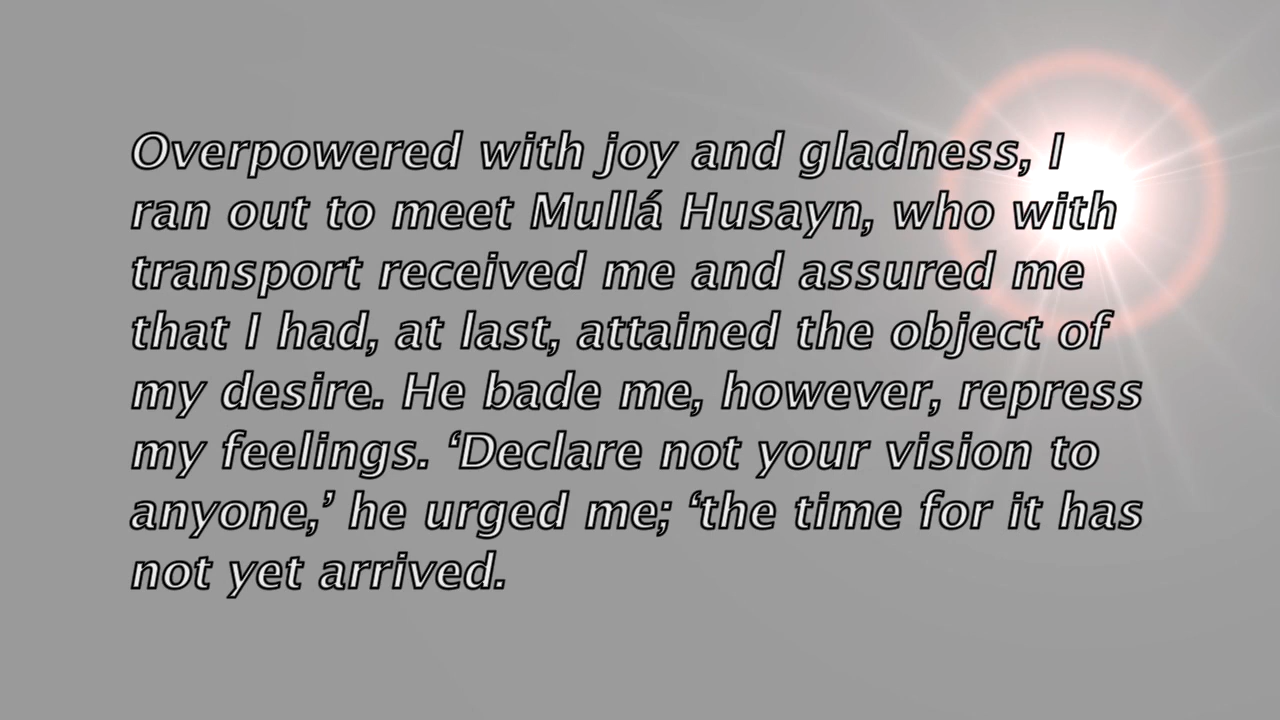 Overpowered with joy and gladness, I
ran out to meet Mullá Husayn, who with
transport received me and assured me
that I had, at last, attained the object of
my desire. He bade me, however, repress
my feelings. ‘Declare not your vision to
anyone,’ he urged me; ‘the time for it has
not yet arrived.